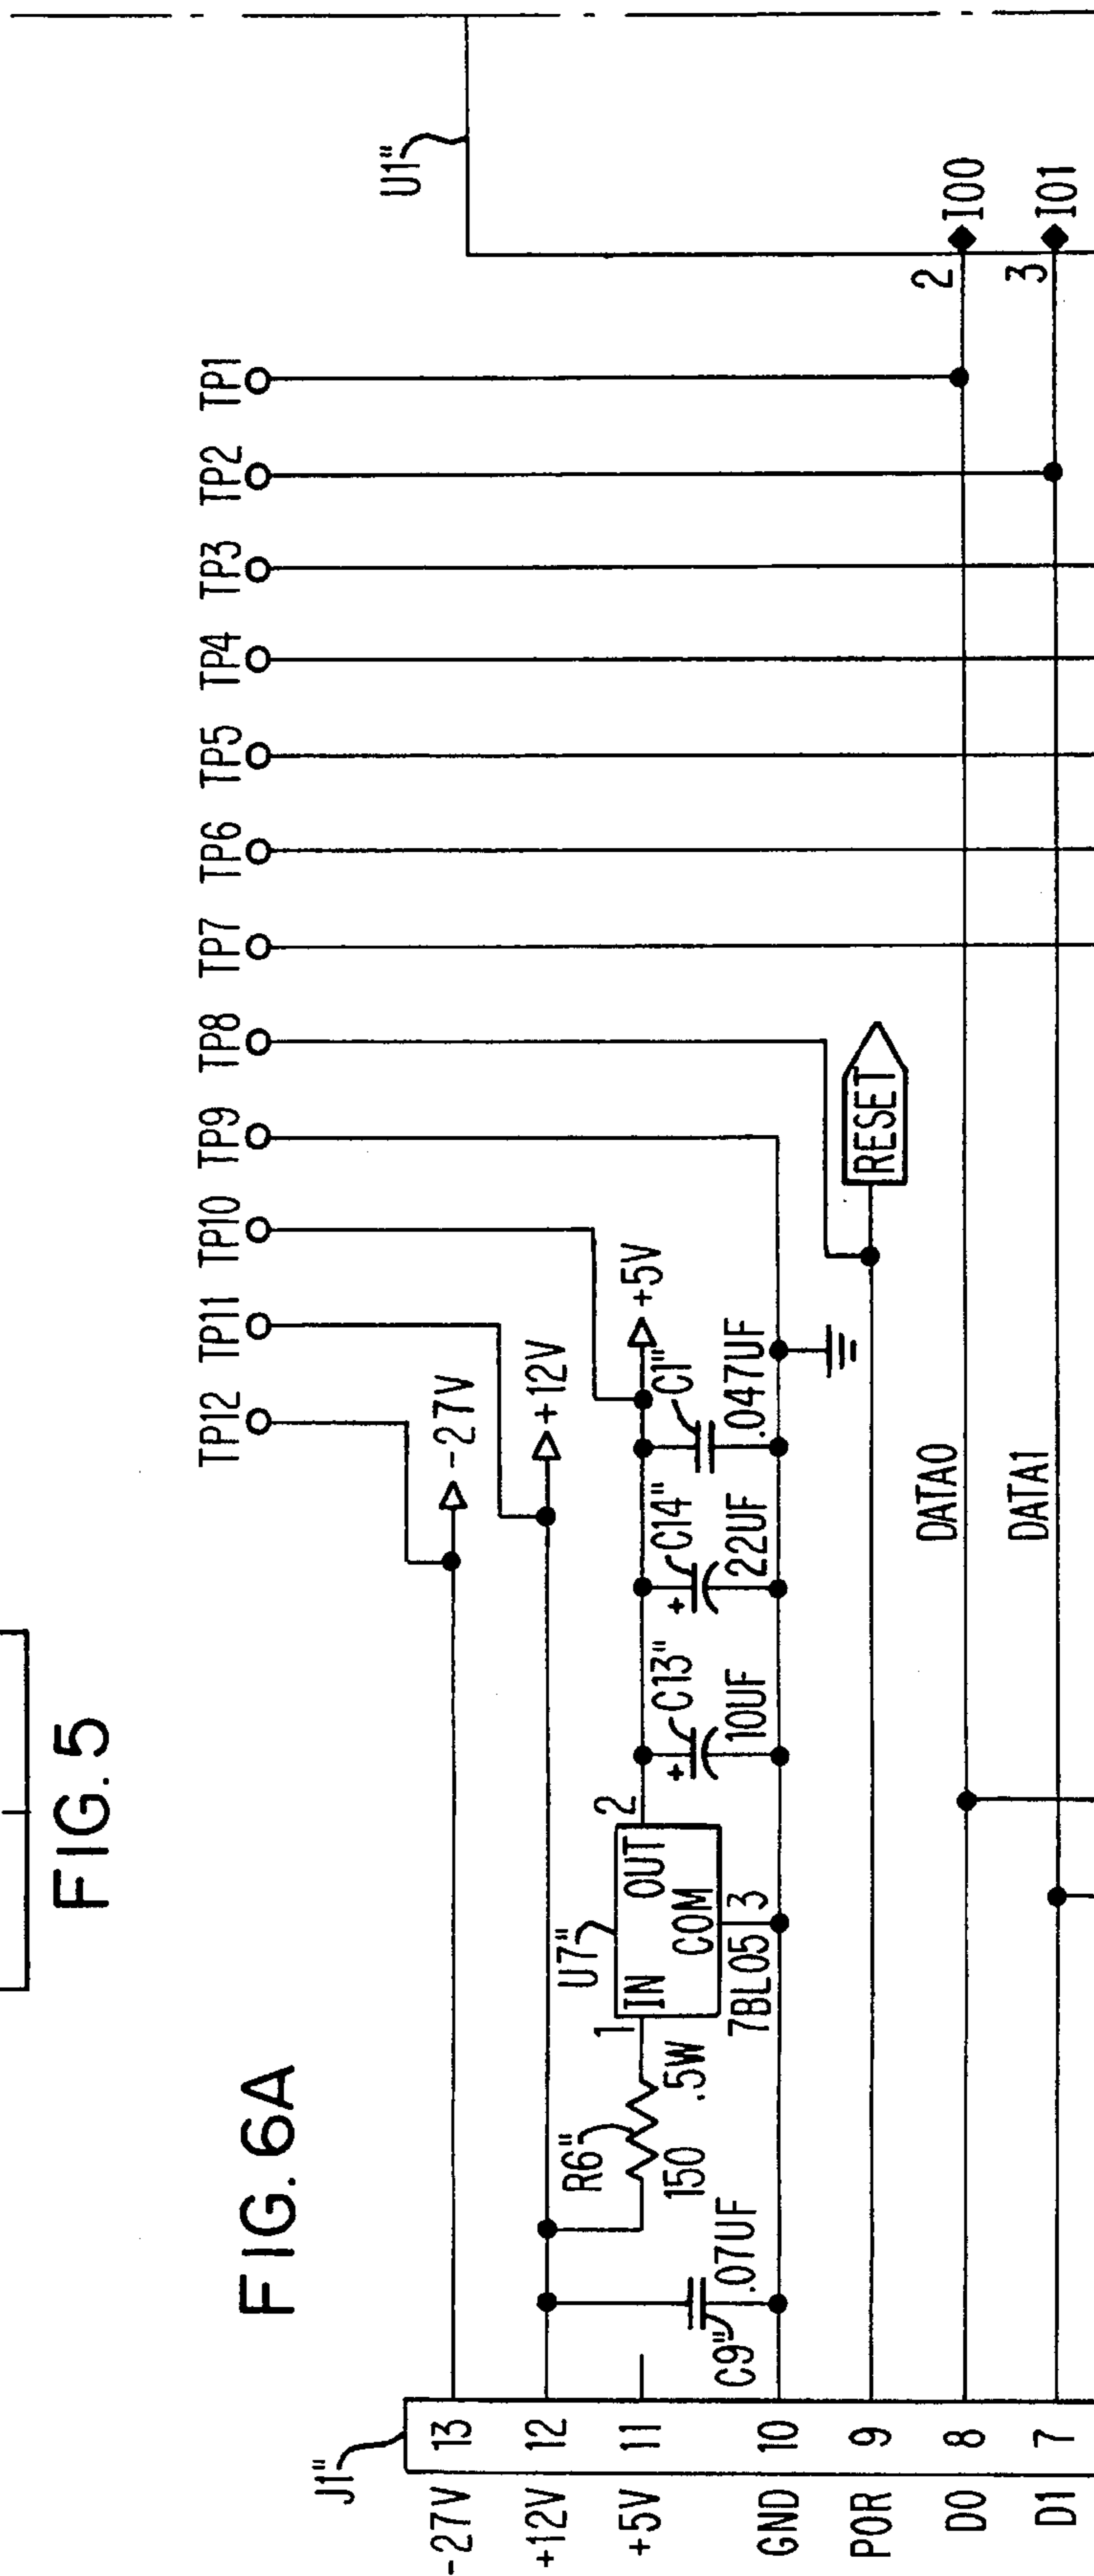 FIG. 5
FIG. 6A
TP12 TP11 TP10 TP9 TP8 TP7 TP6 TP5 TP4 TP3 TP2 TP1
J1"
U1"
-27V 13
-27V
+12V 12
+12V
+5V 11
+5V
R6"
150 .5W
U7"
1 IN OUT 2
COM
7BL05 3
C9"
.07UF
C13"
+
10UF
C14"
+
22UF
C1"
.047UF
GND 10
POR 9
RESET
D0 8
DATA0
2 IO0
D1 7
DATA1
3 IO1